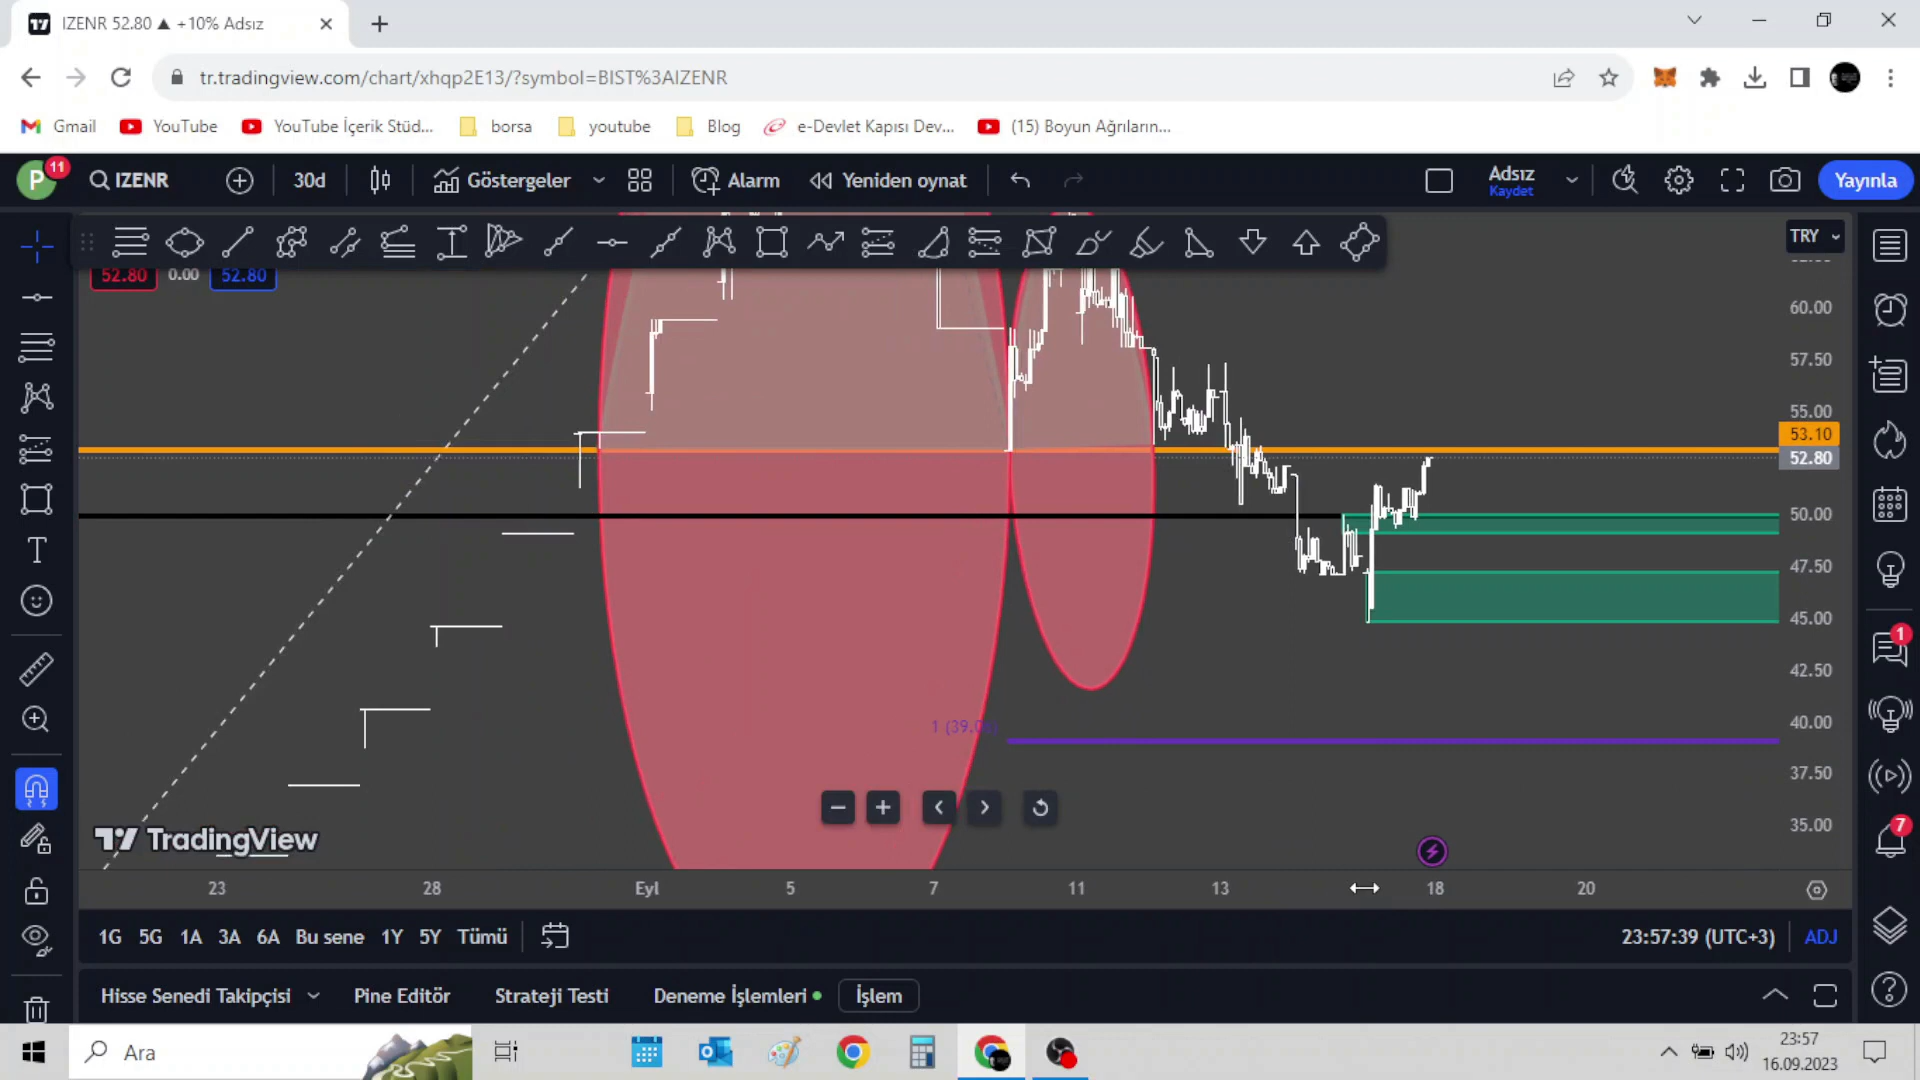 IZENR 52.80 ▲ +10% Adsız
tr.tradingview.com/chart/xhqp2E13/?symbol=BIST%3AIZENR
Gmail YouTube YouTube İçerik Stüd... borsa youtube Blog e-Devlet Kapısı Dev... (15) Boyun Ağrıların...
P 11 IZENR 30d Göstergeler Alarm Yeniden oynat Adsız Yayınla
Kaydet
TRY
52.80 0.00 52.80
60.00
57.50
55.00
53.10
52.80
50.00
47.50
45.00
42.50
1
40.00
37.50
35.00
7
TradingView
23 28 Eyl 5 7 11 13 18 20
1G 5G 1A 3A 6A Bu sene 1Y 5Y Tümü 23:57:39 (UTC+3) ADJ
Hisse Senedi Takipçisi Pine Editör Strateji Testi Deneme İşlemleri İşlem
Ara
23:57
16.09.2023